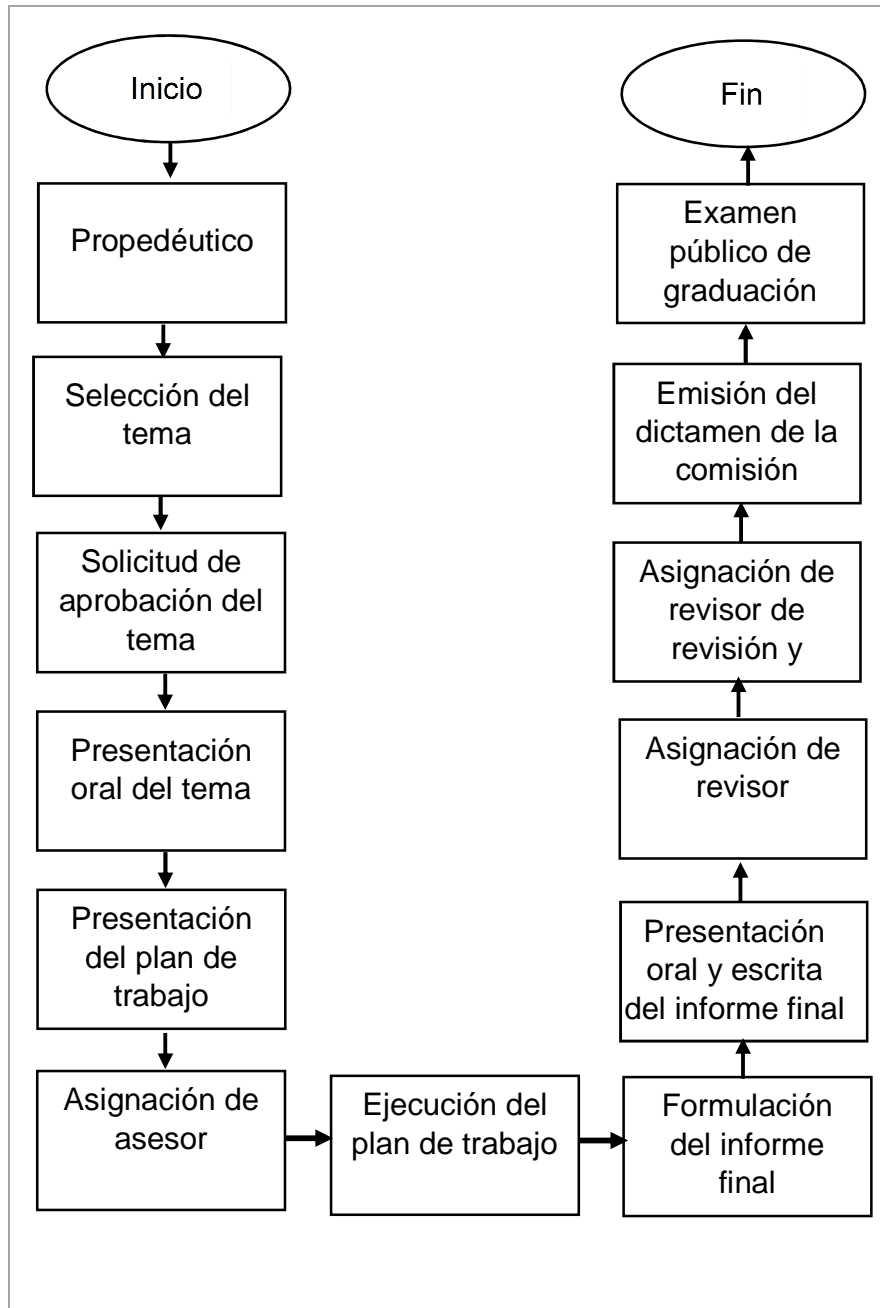 Inicio
Propedéutico
Selección del
tema
Solicitud de
aprobación del
tema
Presentación
oral del tema
Presentación
del plan de
trabajo
Asignación de
asesor
Ejecución del
plan de trabajo
Formulación
del informe
final
Presentación
oral y escrita
del informe final
Asignación de
revisor
Asignación de
revisor de
revisión y
Emisión del
dictamen de la
comisión
Examen
público de
graduación
Fin